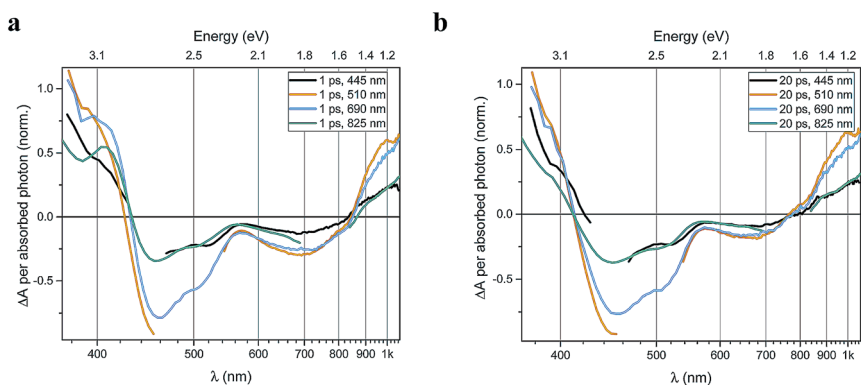 a
Energy (eV)
3.1 2.5 2.1 1.8 1.6 1.4 1.2
1 ps, 445 nm
1 ps, 510 nm
1 ps, 690 nm
1 ps, 825 nm
ΔA per absorbed photon (norm.)
1.0
0.5
0.0
-0.5
400 500 600 700 800 900 1k
λ (nm)
b
Energy (eV)
3.1 2.5 2.1 1.8 1.6 1.4 1.2
20 ps, 445 nm
20 ps, 510 nm
20 ps, 690 nm
20 ps, 825 nm
ΔA per absorbed photon (norm.)
1.0
0.5
0.0
-0.5
400 500 600 700 800 900 1k
λ (nm)